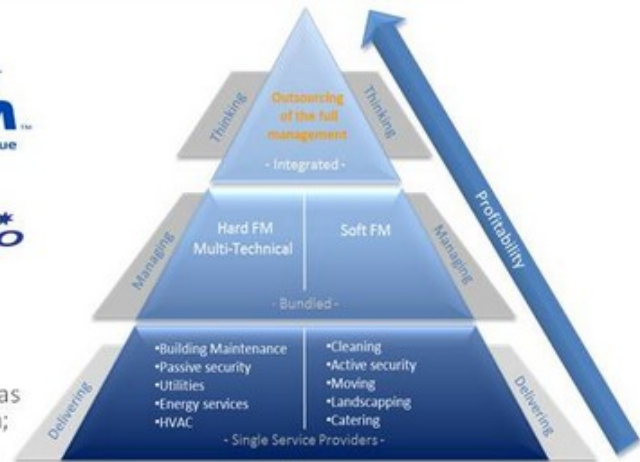 TM
ue
as
;
Thinking
Outsourcing
of the full
management
Thinking
- Integrated -
Managing
Hard FM
Multi-Technical
Soft FM
Managing
- Bundled -
Delivering
•Building Maintenance
•Passive security
•Utilities
•Energy services
•HVAC
•Cleaning
•Active security
•Moving
•Landscapping
•Catering
Delivering
- Single Service Providers -
Profitability